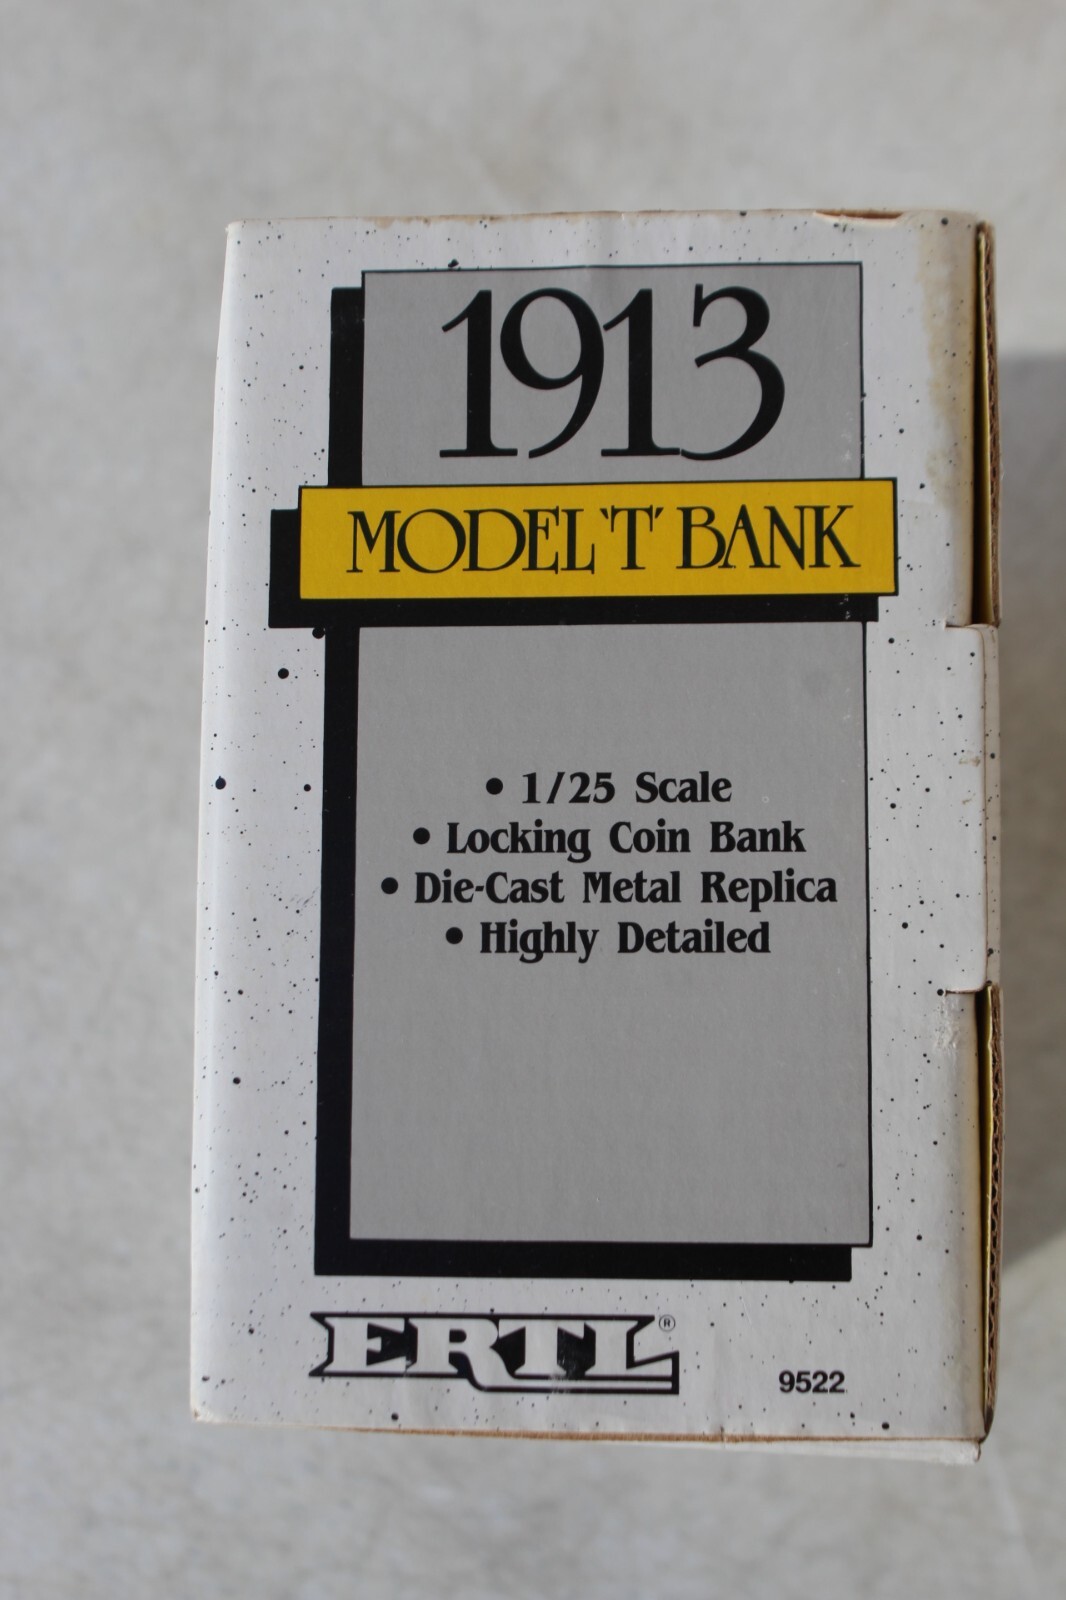 1913
MODEL 'T' BANK
• 1/25 Scale
• Locking Coin Bank
• Die-Cast Metal Replica
• Highly Detailed
ERTL®
9522